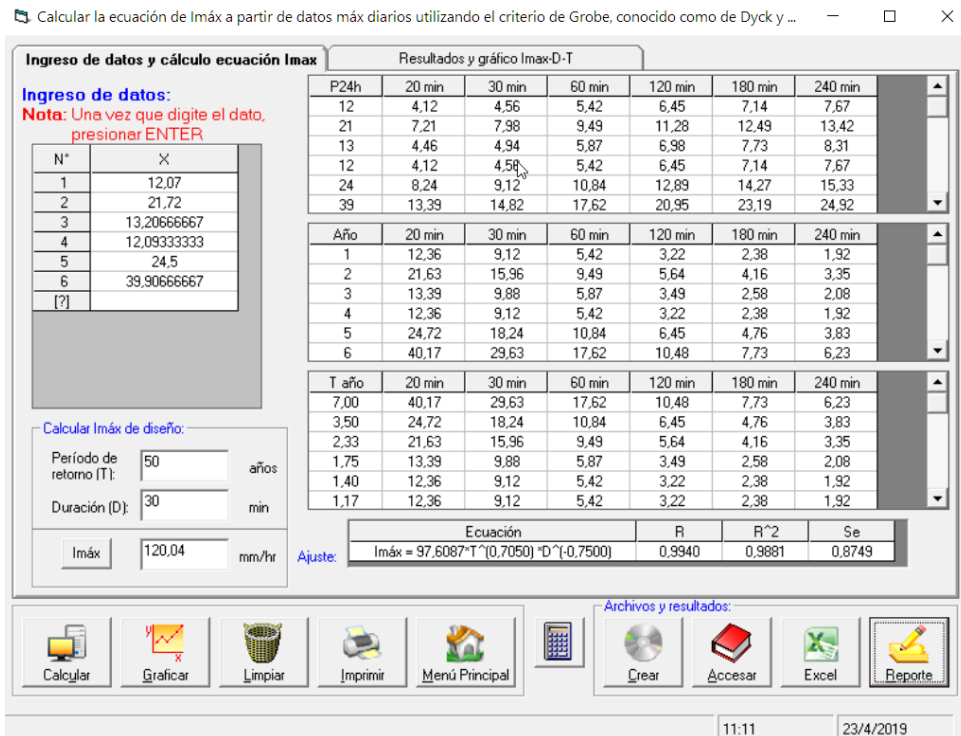 Calcular la ecuación de Imáx a partir de datos máx diarios utilizando el criterio de Grobe, conocido como de Dyck y ...
Ingreso de datos y cálculo ecuación Imax
Resultados y gráfico Imax-D-T
Ingreso de datos:
Nota: Una vez que digite el dato,
presionar ENTER
N° X
1 12,07
2 21,72
3 13,20666667
4 12,09333333
5 24,5
6 39,90666667
[?]
P24h 20 min 30 min 60 min 120 min 180 min 240 min
12 4,12 4,56 5,42 6,45 7,14 7,67
21 7,21 7,98 9,49 11,28 12,49 13,42
13 4,46 4,94 5,87 6,98 7,73 8,31
12 4,12 4,56 5,42 6,45 7,14 7,67
24 8,24 9,12 10,84 12,89 14,27 15,33
39 13,39 14,82 17,62 20,95 23,19 24,92
Año 20 min 30 min 60 min 120 min 180 min 240 min
1 12,36 9,12 5,42 3,22 2,38 1,92
2 21,63 15,96 9,49 5,64 4,16 3,35
3 13,39 9,88 5,87 3,49 2,58 2,08
4 12,36 9,12 5,42 3,22 2,38 1,92
5 24,72 18,24 10,84 6,45 4,76 3,83
6 40,17 29,63 17,62 10,48 7,73 6,23
T año 20 min 30 min 60 min 120 min 180 min 240 min
7,00 40,17 29,63 17,62 10,48 7,73 6,23
3,50 24,72 18,24 10,84 6,45 4,76 3,83
2,33 21,63 15,96 9,49 5,64 4,16 3,35
1,75 13,39 9,88 5,87 3,49 2,58 2,08
1,40 12,36 9,12 5,42 3,22 2,38 1,92
1,17 12,36 9,12 5,42 3,22 2,38 1,92
Calcular Imáx de diseño:
Período de
retorno (T): 50 años
Duración (D): 30 min
Imáx 120,04 mm/hr
Ajuste:
Ecuación R R^2 Se
Imáx = 97,6087*T^(0,7050) *D^(-0,7500) 0,9940 0,9881 0,8749
Archivos y resultados:
Calcular
Graficar
Limpiar
Imprimir
Menú Principal
Crear
Accesar
Excel
Reporte
11:11 23/4/2019